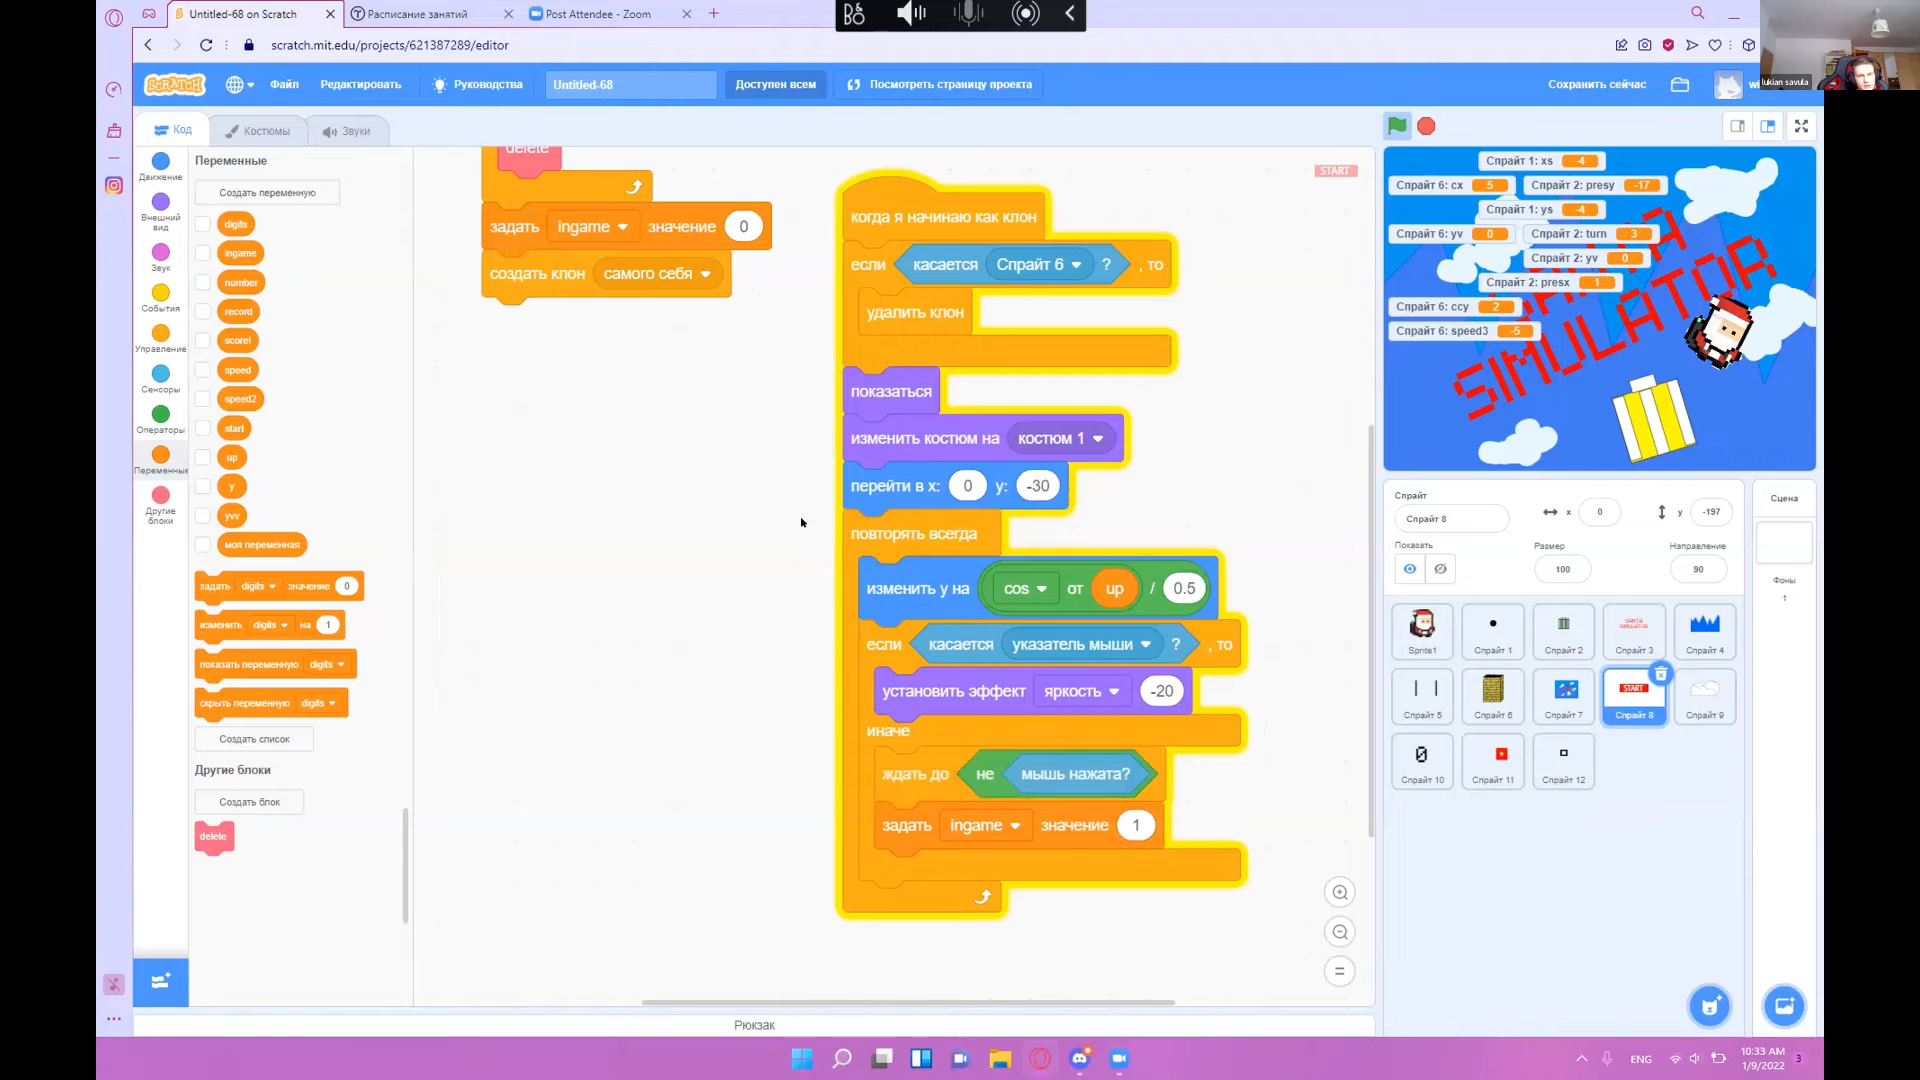 Untitled-68 on Scratch
Расписание занятий
Post Attendee - Zoom
scratch.mit.edu/projects/621387289/editor
lukian savula
SCRATCH
Файл
Редактировать
Руководства
Untitled-68
Доступен всем
Посмотреть страницу проекта
Сохранить сейчас
Код
Костюмы
Звуки
Движение
Внешний вид
Звук
События
Управление
Сенсоры
Операторы
Переменные
Другие блоки
Переменные
Создать переменную
digits
ingame
number
record
score!
speed
speed2
start
up
y
yvv
моя переменная
задать digits значение 0
изменить digits на 1
показать переменную digits
скрыть переменную digits
Создать список
Другие блоки
Создать блок
delete
delete
задать ingame значение 0
создать клон самого себя
START
когда я начинаю как клон
если касается Спрайт 6 ? , то
удалить клон
показаться
изменить костюм на костюм 1
перейти в x: 0 y: -30
повторять всегда
изменить y на cos от up / 0.5
если касается указатель мыши ? , то
установить эффект яркость -20
иначе
ждать до не мышь нажата?
задать ingame значение 1
Спрайт 1: xs -4
Спрайт 6: cx 5
Спрайт 2: presy -17
Спрайт 1: ys -4
Спрайт 6: yv 0
Спрайт 2: turn 3
Спрайт 2: yv 0
Спрайт 2: presx 1
Спрайт 6: ccy 2
Спрайт 6: speed3 -5
SIMULATOR
Спрайт
Спрайт 8
x 0
y -197
Показать
Размер
100
Направление
90
Сцена
Фоны
1
Sprite1
Спрайт 1
Спрайт 2
SANTA SIMULATOR
Спрайт 3
Спрайт 4
Спрайт 5
Спрайт 6
Спрайт 7
START
Спрайт 8
Спрайт 9
0
Спрайт 10
Спрайт 11
Спрайт 12
Рюкзак
ENG
10:33 AM
1/9/2022
3